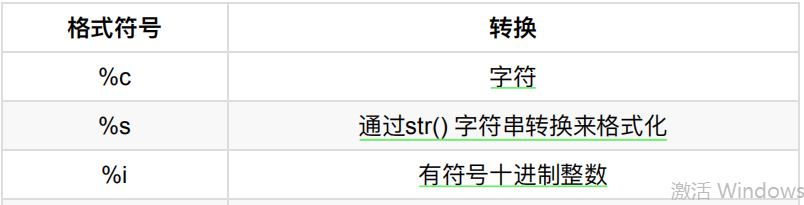 格式符号 转换
%c 字符
%s 通过str() 字符串转换来格式化
%i 有符号十进制整数
激活 Windows